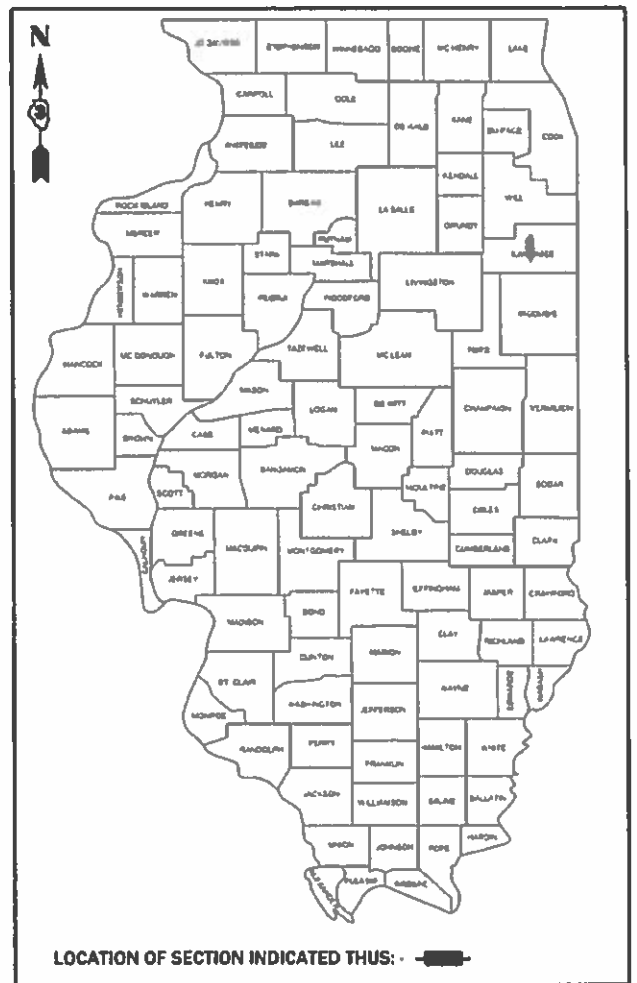 N
STEPHENSON WINNEBAGO BOONE MC HENRY LAKE
CARROLL OGLE
DE KALB KANE DU PAGE COOK
WHITESIDE LEE
KENDALL WILL
ROCK ISLAND HENRY BUREAU LA SALLE
MERCER GRUNDY
PUTNAM
STARK MARSHALL KANKAKEE
HENDERSON WARREN KNOX PEORIA WOODFORD LIVINGSTON
IROQUOIS
TAZEWELL
HANCOCK MC DONOUGH FULTON MC LEAN FORD
MASON
SCHUYLER LOGAN DE WITT
ADAMS CHAMPAIGN VERMILION
BROWN CASS MENARD PIATT
MACON
MORGAN SANGAMON DOUGLAS
PIKE SCOTT MOULTRIE EDGAR
CHRISTIAN COLES
GREENE SHELBY
CALHOUN MACOUPIN MONTGOMERY CUMBERLAND CLARK
JERSEY
FAYETTE EFFINGHAM JASPER CRAWFORD
MADISON BOND
CLAY RICHLAND LAWRENCE
CLINTON MARION
ST CLAIR
WAYNE EDWARDS WABASH
MONROE WASHINGTON JEFFERSON
RANDOLPH PERRY HAMILTON WHITE
FRANKLIN
JACKSON WILLIAMSON SALINE GALLATIN
UNION JOHNSON POPE HARDIN
PULASKI
LOCATION OF SECTION INDICATED THUS: -